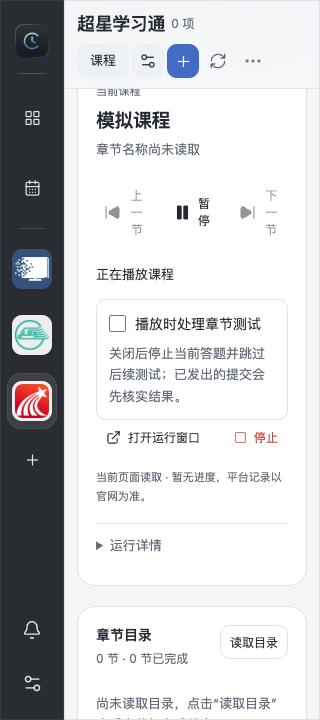 超星学习通 0 项
课程
当前课程
模拟课程
章节名称尚未读取
上一节
暂停
下一节
正在播放课程
播放时处理章节测试
关闭后停止当前答题并跳过
后续测试；已发出的提交会
先核实结果。
打开运行窗口 停止
当前页面读取 · 暂无进度，平台记录以
官网为准。
运行详情
章节目录
0 节 · 0 节已完成
读取目录
尚未读取目录，点击“读取目录”